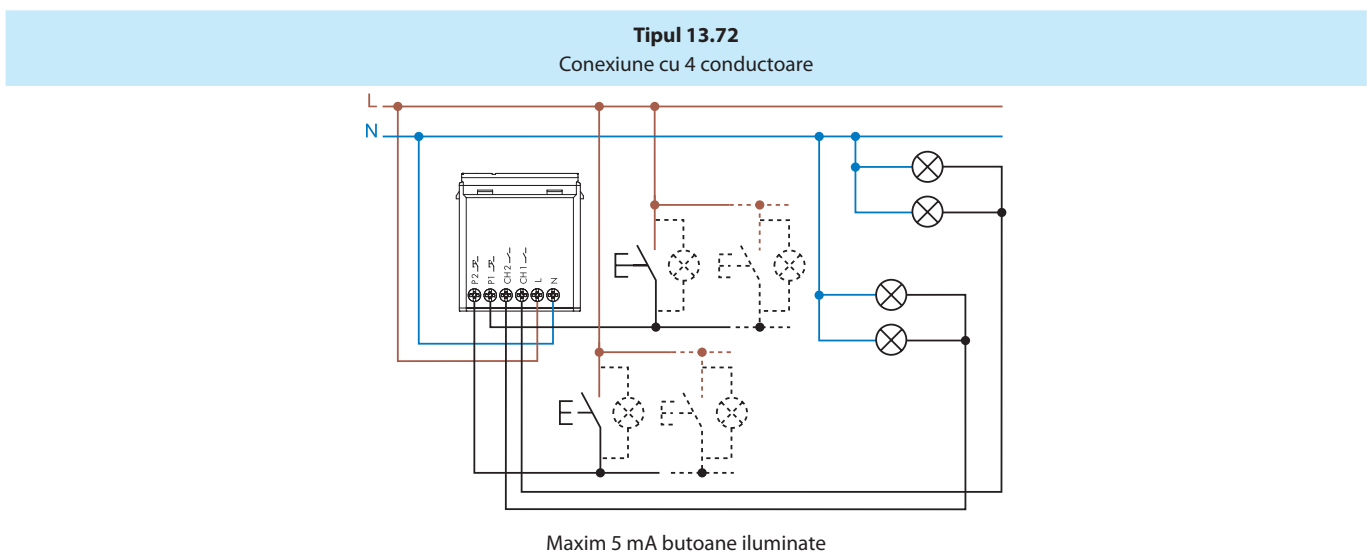 Tipul 13.72
Conexiune cu 4 conductoare
L
N
P2
P1
CH2
CH1
L
N
Maxim 5 mA butoane iluminate